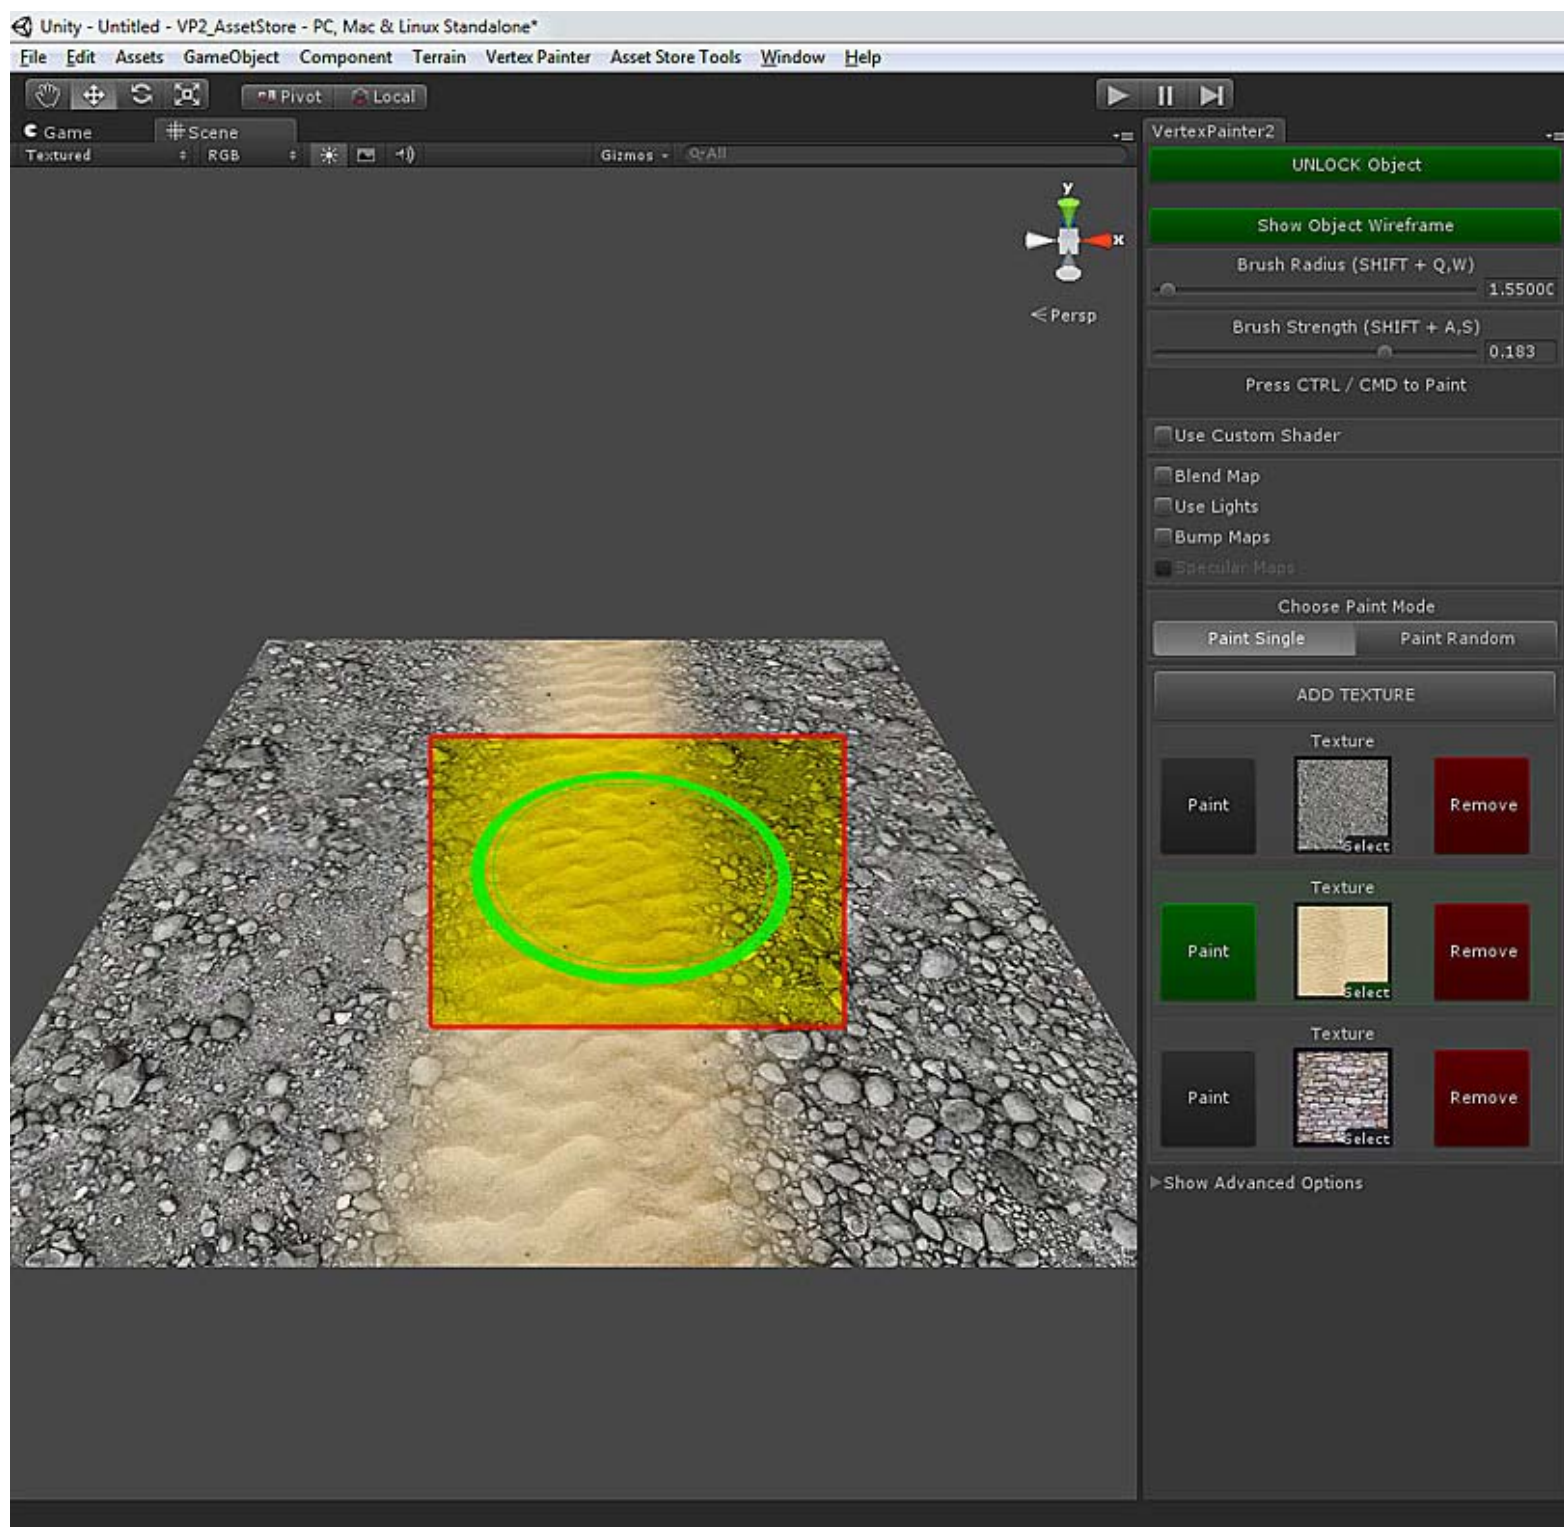 Unity - Untitled - VP2_AssetStore - PC, Mac & Linux Standalone*
File Edit Assets GameObject Component Terrain Vertex Painter Asset Store Tools Window Help
Pivot Local
Game Scene
VertexPainter2
Textured RGB Gizmos All
UNLOCK Object
y
Show Object Wireframe
x
Brush Radius (SHIFT + Q,W)
1.5500C
Persp
Brush Strength (SHIFT + A,S)
0.183
Press CTRL / CMD to Paint
Use Custom Shader
Blend Map
Use Lights
Bump Maps
Specular Maps
Choose Paint Mode
Paint Single Paint Random
ADD TEXTURE
Texture
Paint Select Remove
Texture
Paint Select Remove
Texture
Paint Select Remove
Show Advanced Options